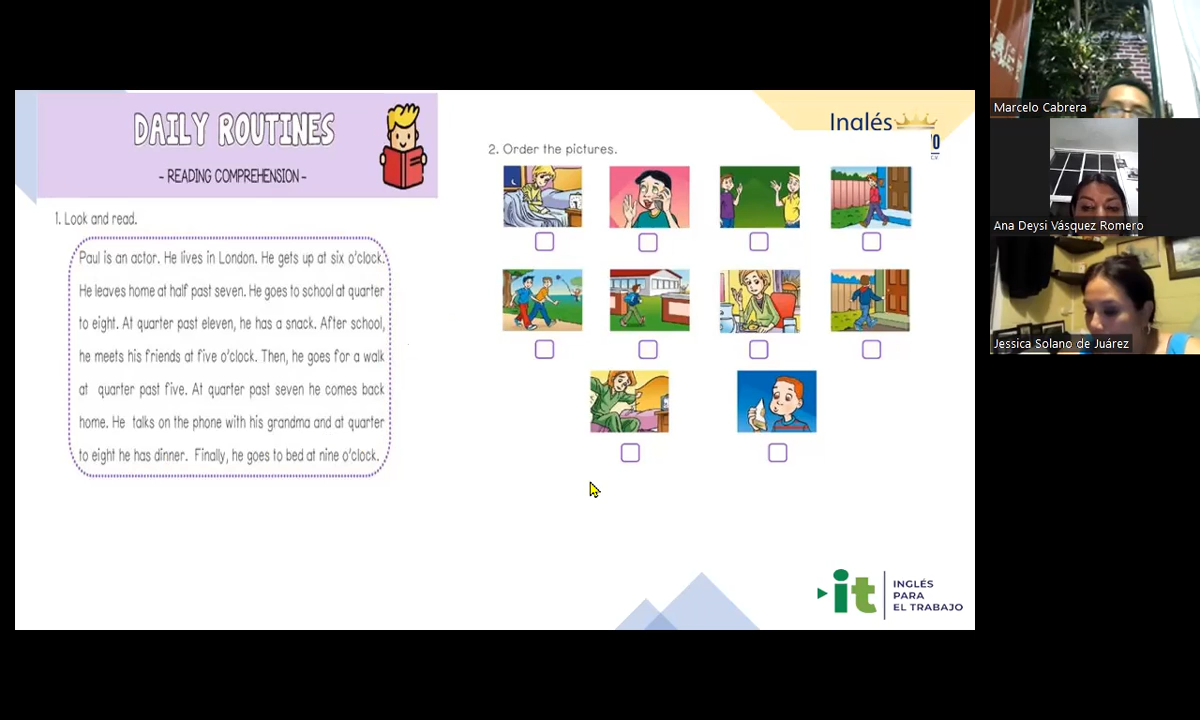 DAILY ROUTINES
- READING COMPREHENSION -
1. Look and read.
Paul is an actor. He lives in London. He gets up at six o'clock.
He leaves home at half past seven. He goes to school at quarter
to eight. At quarter past eleven, he has a snack. After school,
he meets his friends at five o'clock. Then, he goes for a walk
at quarter past five. At quarter past seven he comes back
home. He talks on the phone with his grandma and at quarter
to eight he has dinner. Finally, he goes to bed at nine o'clock.
Inglés
2. Order the pictures.
it
INGLÉS
PARA
EL TRABAJO
Marcelo Cabrera
Ana Deysi Vásquez Romero
Jessica Solano de Juárez